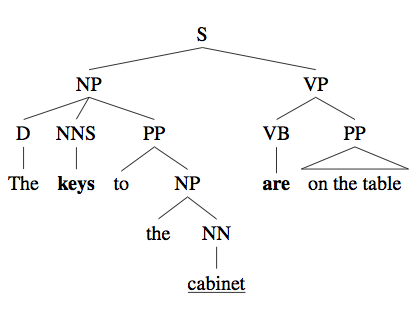 S
NP VP
D NNS PP VB PP
The keys to NP are on the table
the NN
cabinet